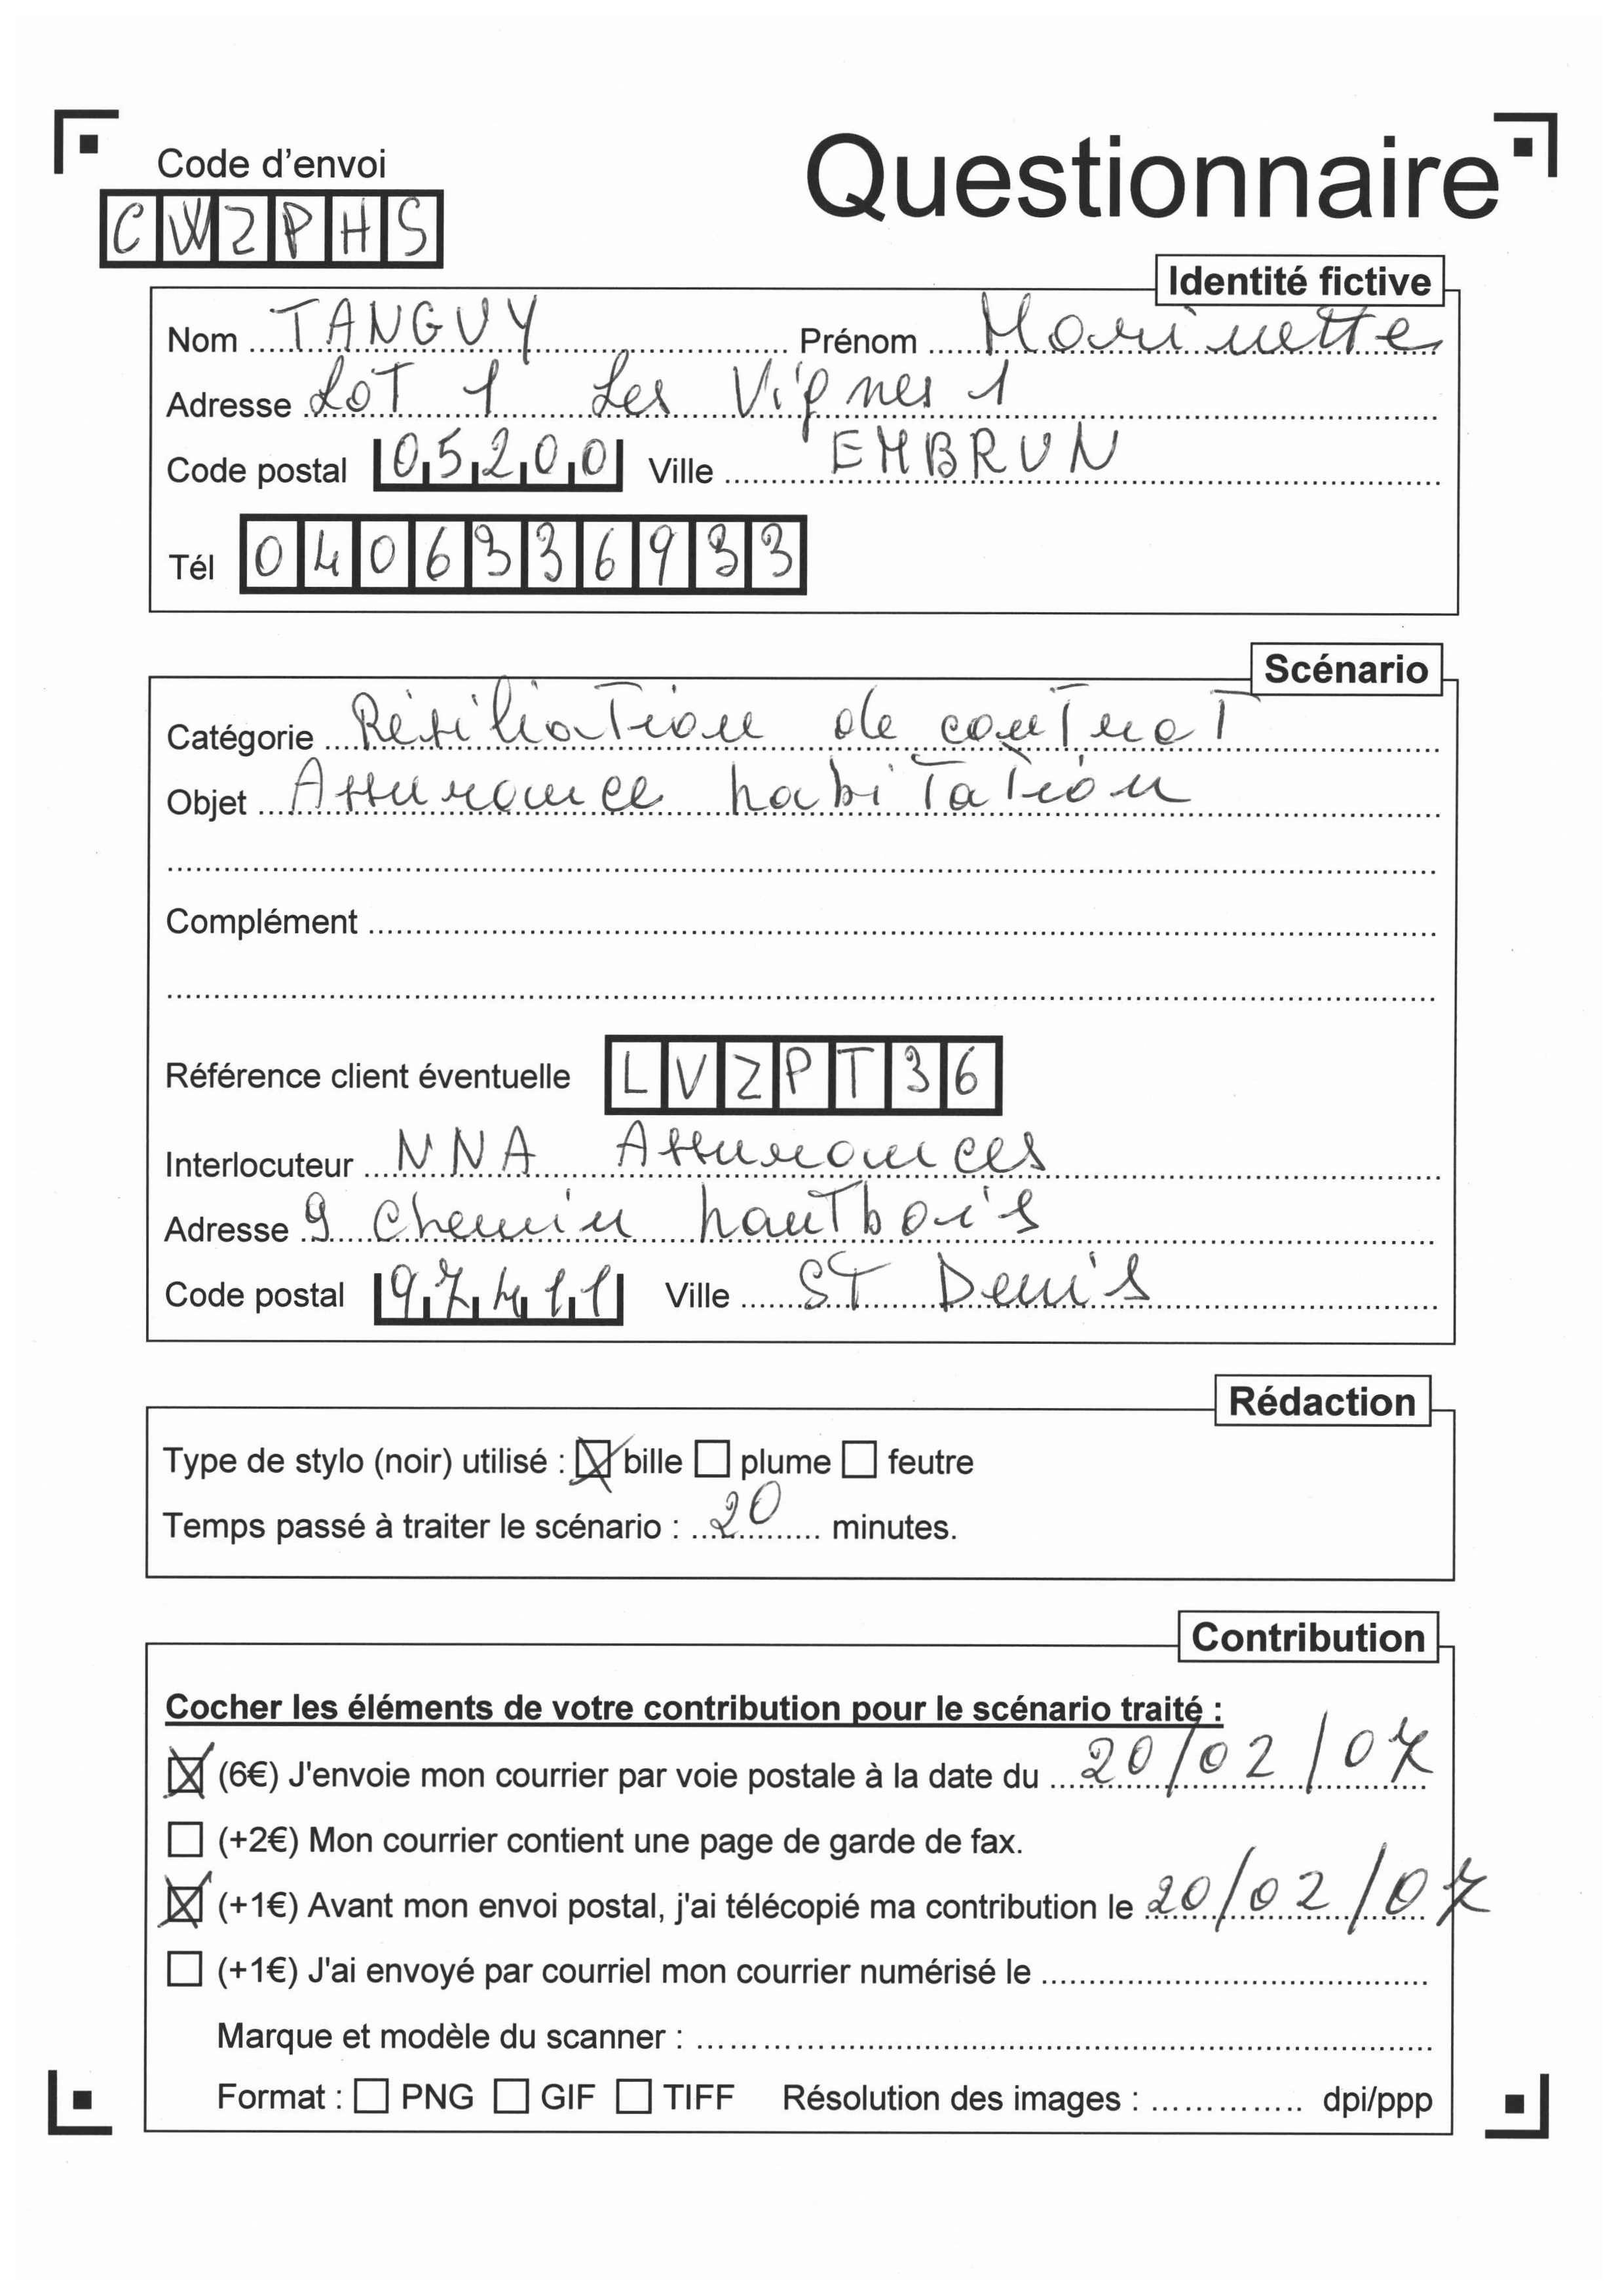 Code d'envoi
Questionnaire
CWZPHS
Identité fictive
Nom TANGUY Prénom Marinette
Adresse LOT 1 Les Vignes 1
Code postal 05200 Ville EMBRUN
Tél 0406336933
Scénario
Catégorie Résiliation de contrat
Objet Assurance habitation
Complément
Référence client éventuelle LVZPT36
Interlocuteur NNA Assurances
Adresse 9 chemin hautbois
Code postal 97411 Ville ST Denis
Rédaction
Type de stylo (noir) utilisé : ☒ bille ☐ plume ☐ feutre
Temps passé à traiter le scénario : 20 minutes.
Contribution
Cocher les éléments de votre contribution pour le scénario traité :
☒ (6€) J'envoie mon courrier par voie postale à la date du 20/02/07
☐ (+2€) Mon courrier contient une page de garde de fax.
☒ (+1€) Avant mon envoi postal, j'ai télécopié ma contribution le 20/02/07
☐ (+1€) J'ai envoyé par courriel mon courrier numérisé le
Marque et modèle du scanner :
Format : ☐ PNG ☐ GIF ☐ TIFF Résolution des images : dpi/ppp